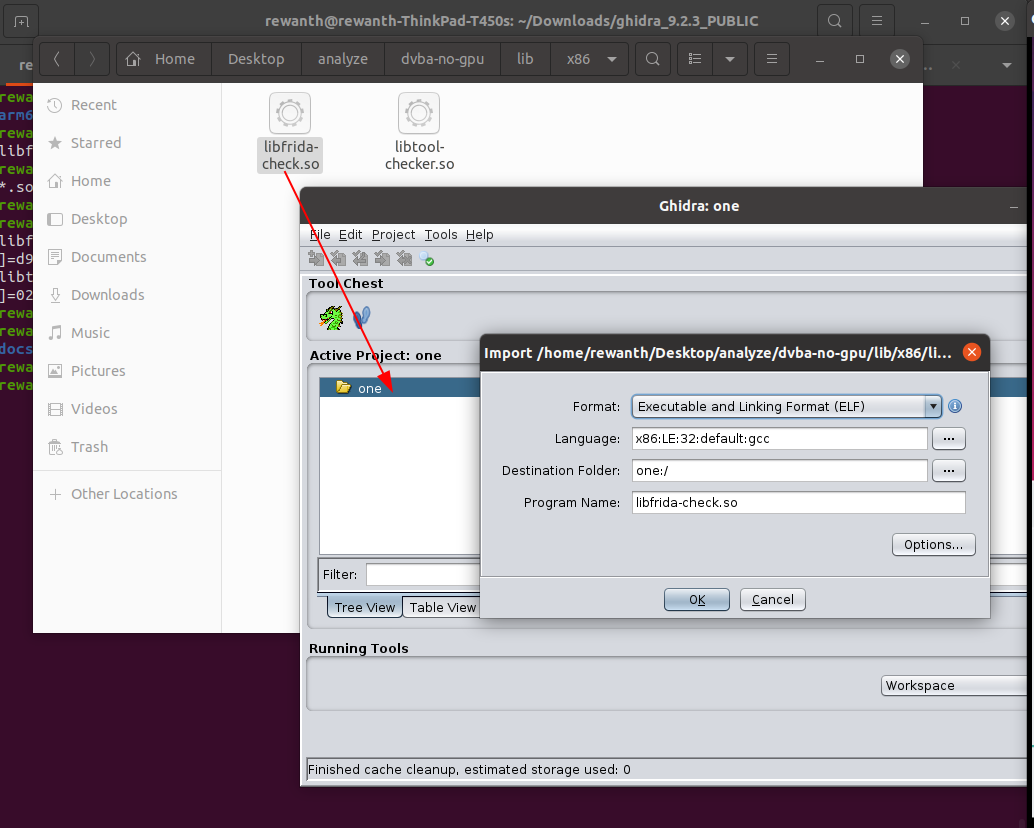 rewanth@rewanth-ThinkPad-T450s: ~/Downloads/ghidra_9.2.3_PUBLIC
Home Desktop analyze dvba-no-gpu lib x86
re
rewa
arm6
rewa
libf
rewa
*.so
rewa
rewa
libf
]=d9
libt
]=02
rewa
rewa
docs
rewa
rewa
Recent
Starred
Home
Desktop
Documents
Downloads
Music
Pictures
Videos
Trash
Other Locations
libfrida-
check.so
libtool-
checker.so
Ghidra: one
File Edit Project Tools Help
Tool Chest
Active Project: one
one
Filter:
Tree View Table View
Running Tools
Workspace
Finished cache cleanup, estimated storage used: 0
Import /home/rewanth/Desktop/analyze/dvba-no-gpu/lib/x86/li...
Format: Executable and Linking Format (ELF)
Language: x86:LE:32:default:gcc ...
Destination Folder: one:/ ...
Program Name: libfrida-check.so
Options...
OK Cancel